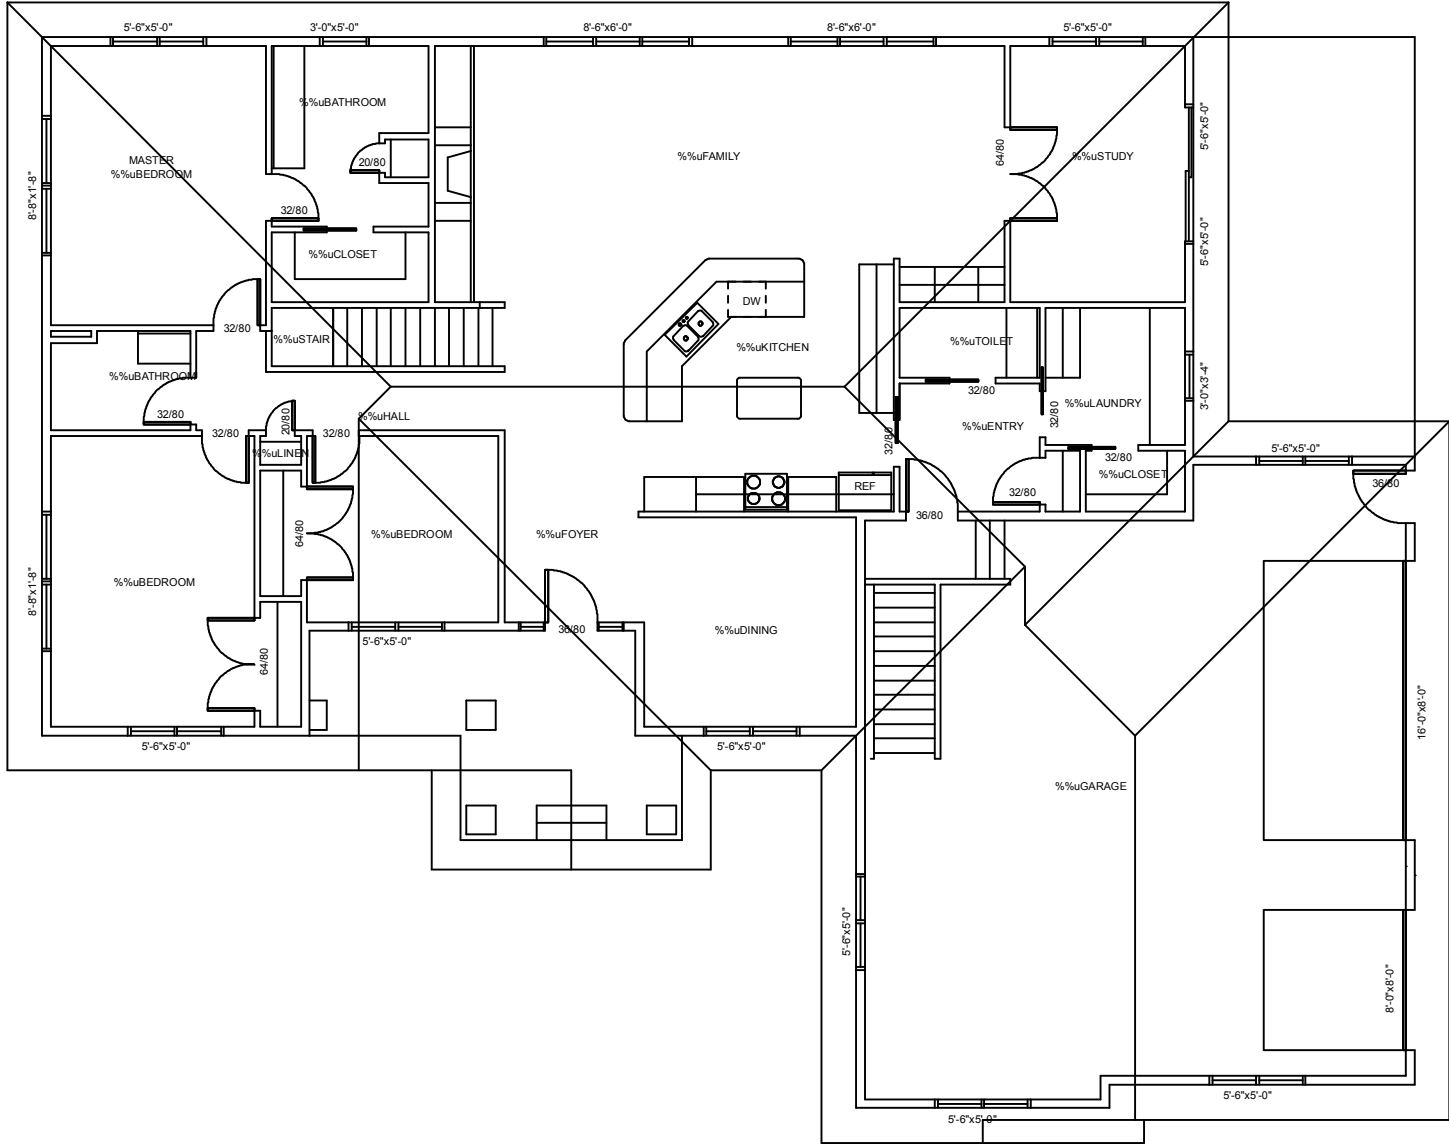 5'-6"x5'-0"
3'-0"x5'-0"
8'-6"x6'-0"
8'-6"x6'-0"
5'-6"x5'-0"
%%uBATHROOM
5'-6"x5'-0"
MASTER
%%uBEDROOM
20/80
%%uFAMILY
64/80
%%uSTUDY
8'-8"x1'-8"
32/80
%%uCLOSET
5'-6"x5'-0"
DW
32/80
%%uSTAIR
%%uKITCHEN
%%uTOILET
%%uBATHROOM
32/80
3'-0"x3'-4"
%%uLAUNDRY
32/80
20/80
%%uHALL
32/80
%%uENTRY
32/80
32/80
32/80
5'-6"x5'-0"
%%uLINEN
32/80
%%uCLOSET
REF
32/80
36/80
36/80
64/80
%%uBEDROOM
%%uFOYER
%%uBEDROOM
8'-8"x1'-8"
5'-6"x5'-0"
36/80
%%uDINING
64/80
5'-6"x5'-0"
5'-6"x5'-0"
16'-0"x8'-0"
%%uGARAGE
5'-6"x5'-0"
8'-0"x8'-0"
5'-6"x5'-0"
5'-6"x5'-0"